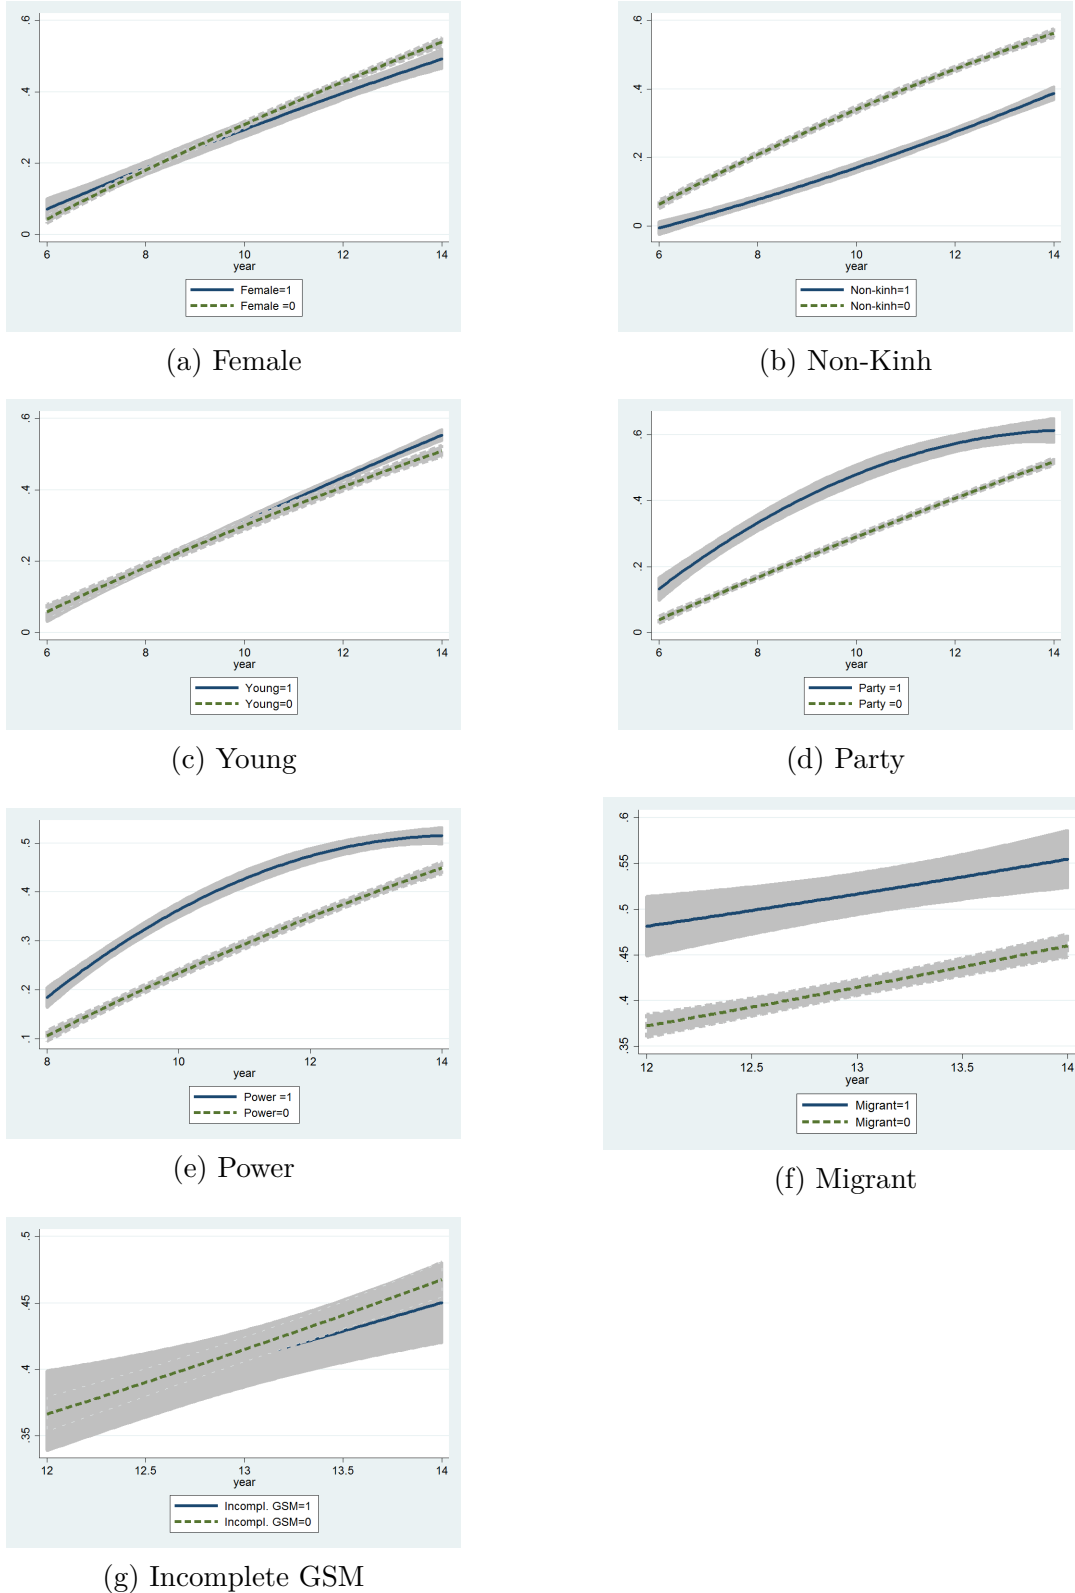 .6
.4
.2
0
6 8 10 12 14
year
Female=1
Female =0
(a) Female
.6
.4
.2
0
6 8 10 12 14
year
Non-kinh=1
Non-kinh=0
(b) Non-Kinh
.6
.4
.2
0
6 8 10 12 14
year
Young=1
Young=0
(c) Young
.6
.4
.2
0
6 8 10 12 14
year
Party =1
Party =0
(d) Party
.5
.4
.3
.2
.1
8 10 12 14
year
Power =1
Power=0
(e) Power
.6
.55
.5
.45
.4
.35
12 12.5 13 13.5 14
year
Migrant=1
Migrant=0
(f) Migrant
.5
.45
.4
.35
12 12.5 13 13.5 14
year
Incompl. GSM=1
Incompl. GSM=0
(g) Incomplete GSM